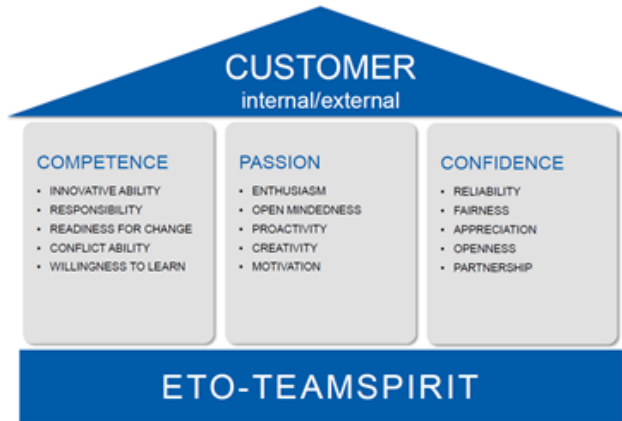 CUSTOMER
internal/external
COMPETENCE
• INNOVATIVE ABILITY
• RESPONSIBILITY
• READINESS FOR CHANGE
• CONFLICT ABILITY
• WILLINGNESS TO LEARN
PASSION
• ENTHUSIASM
• OPEN MINDEDNESS
• PROACTIVITY
• CREATIVITY
• MOTIVATION
CONFIDENCE
• RELIABILITY
• FAIRNESS
• APPRECIATION
• OPENNESS
• PARTNERSHIP
ETO-TEAMSPIRIT